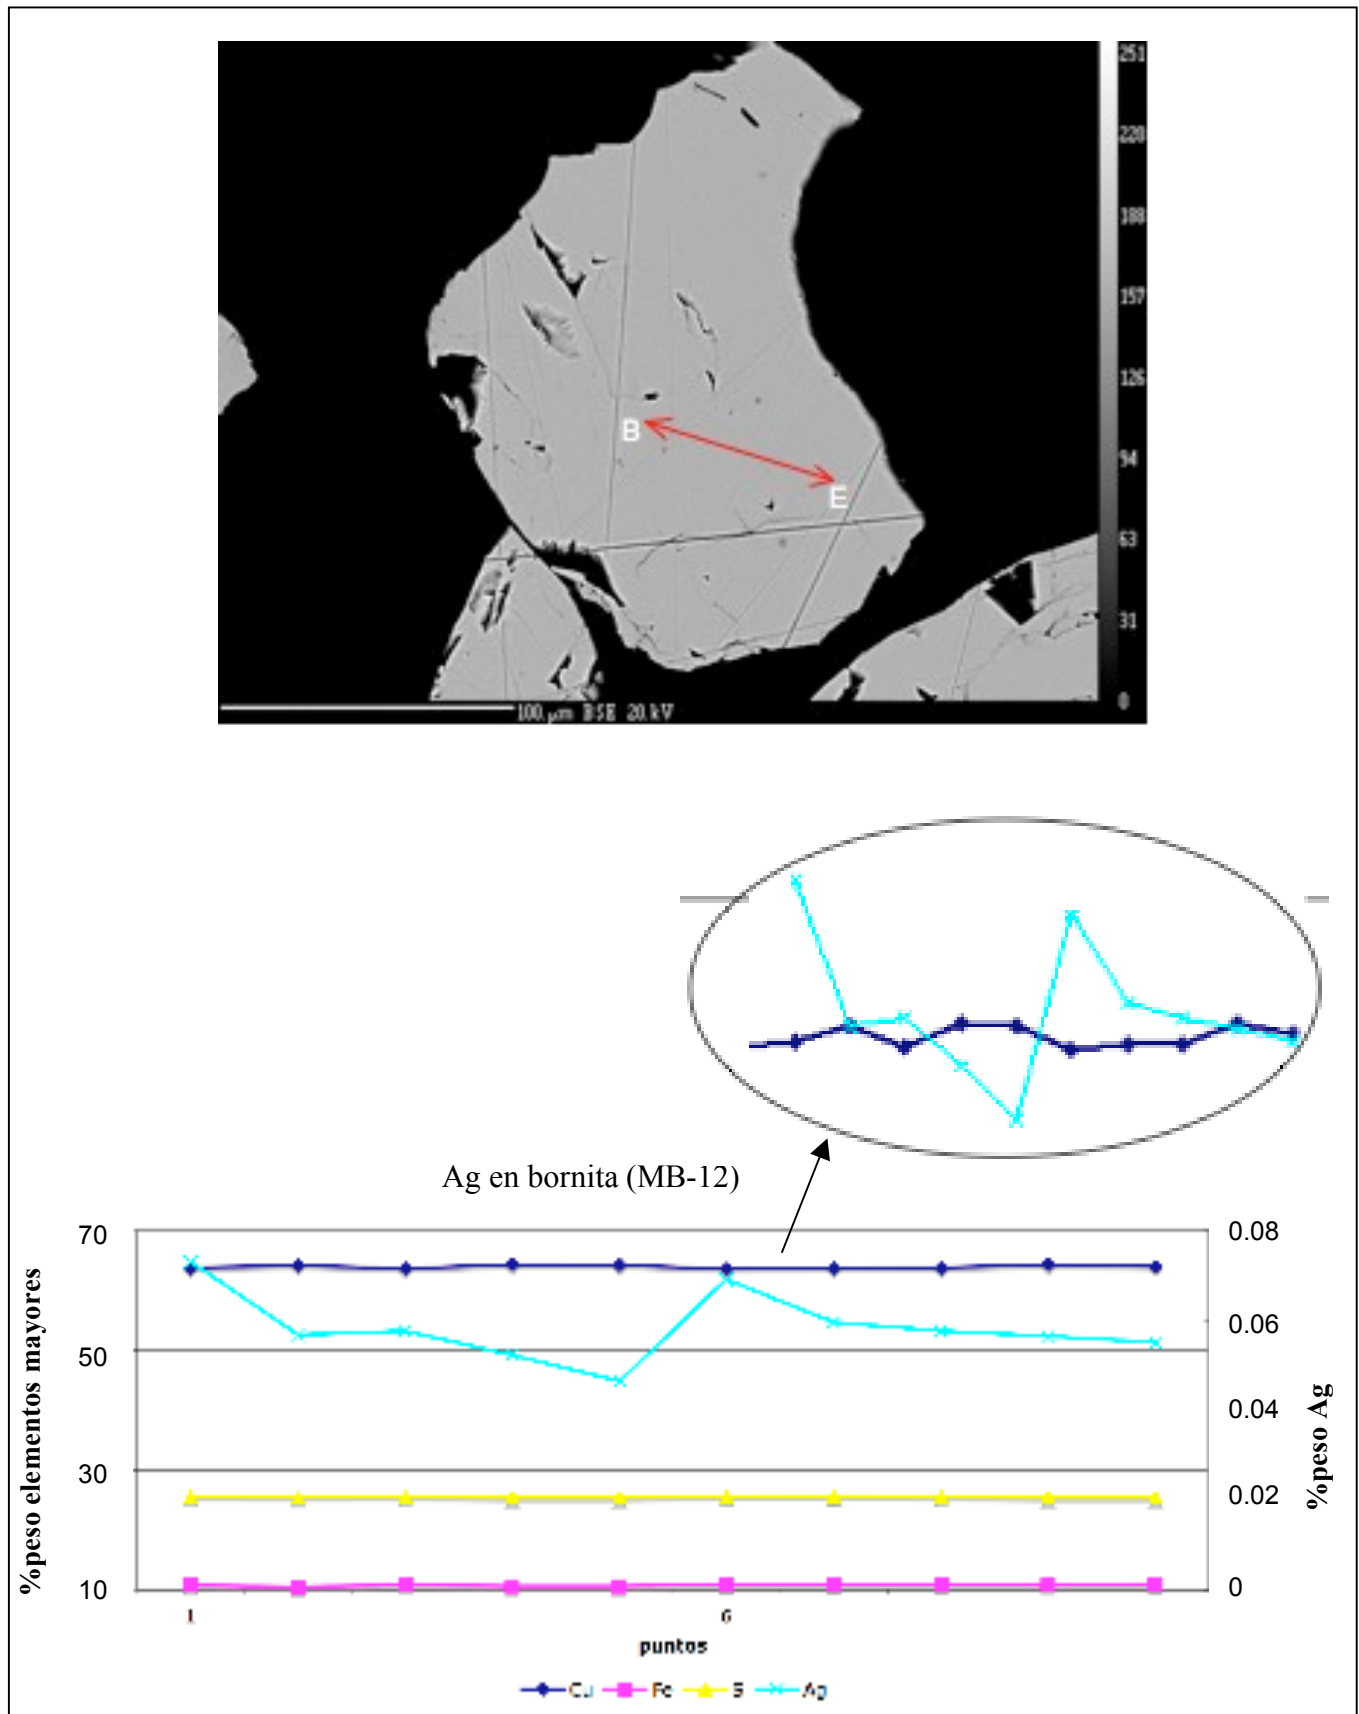 251
220
188
157
126
94
63
31
0
B
E
100. µm BSE 20. kV
Ag en bornita (MB-12)
70
50
30
10
%peso elementos mayores
0.08
0.06
0.04
0.02
0
%peso Ag
1
6
puntos
Cu Fe S Ag